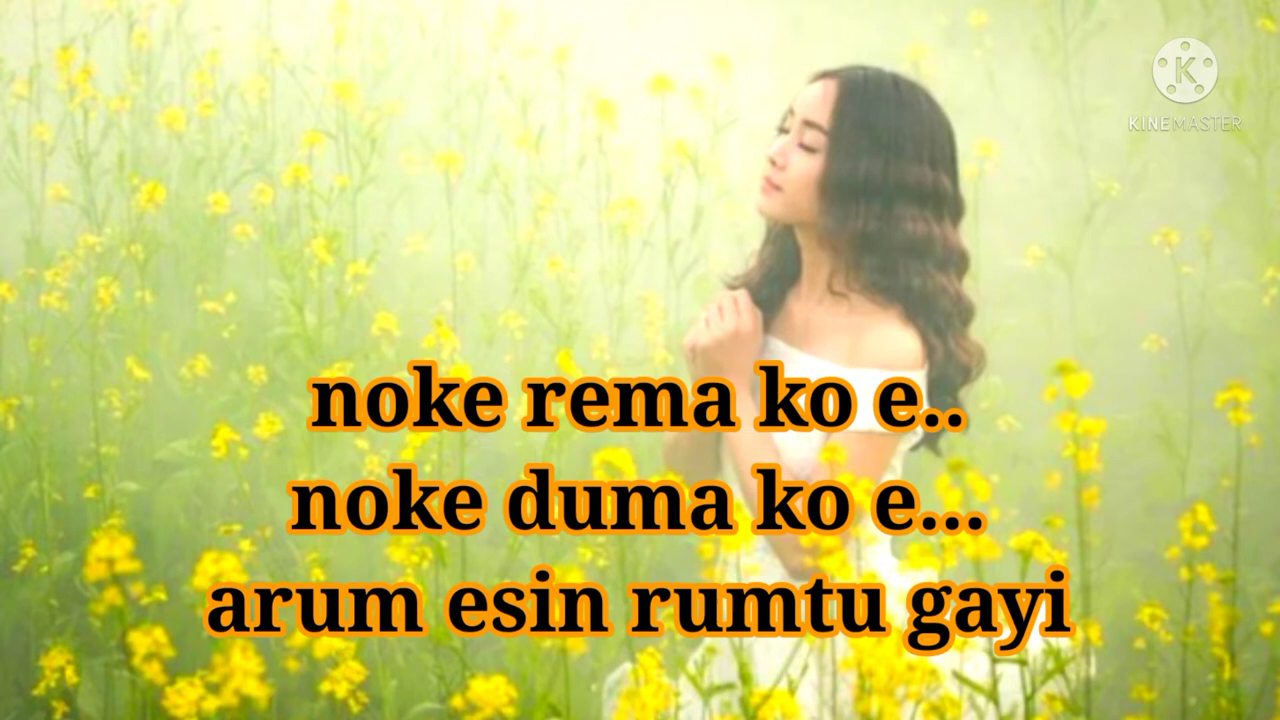 KINEMASTER
noke rema ko e..
noke duma ko e...
arum esin rumtu gayi